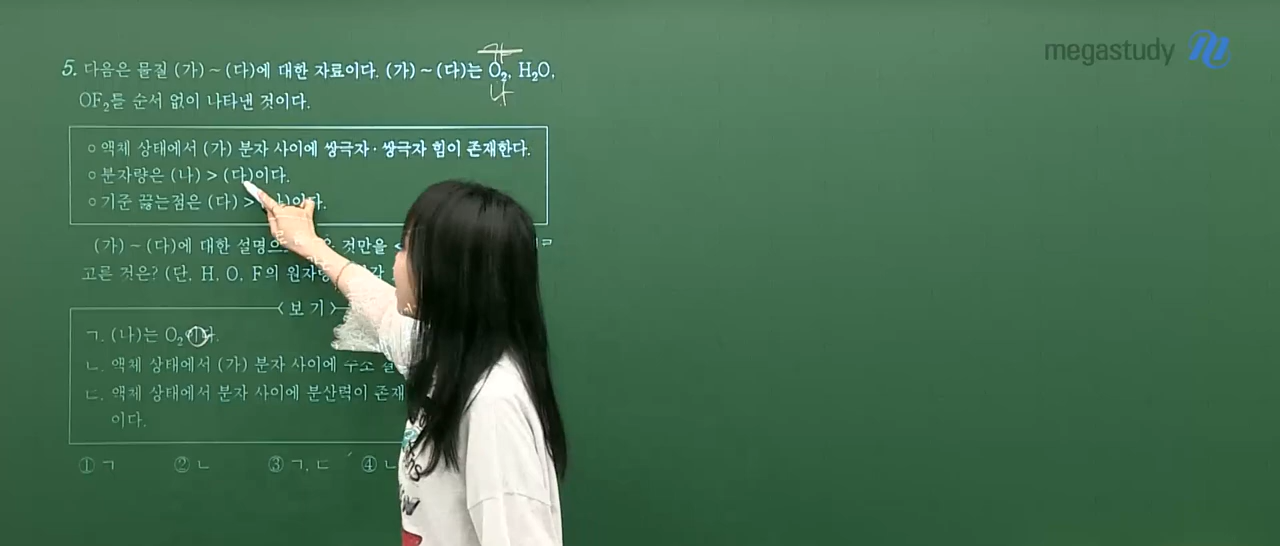 megastudy
가
5. 다음은 물질 (가) ~ (다)에 대한 자료이다. (가) ~ (다)는 O₂, H₂O,
나
OF₂를 순서 없이 나타낸 것이다.
○ 액체 상태에서 (가) 분자 사이에 쌍극자·쌍극자 힘이 존재한다.
○ 분자량은 (나) > (다)이다.
○ 기준 끓는점은 (다) > 이다.
(가) ~ (다)에 대한 설명으 것만을 <
고른 것은? (단, H, O, F의 원자량
<보기>
ㄱ. (나)는 O₂이다.
ㄴ. 액체 상태에서 (가) 분자 사이에 수소
ㄷ. 액체 상태에서 분자 사이에 분산력이 존재
이다.
① ㄱ ② ㄴ ③ ㄱ, ㄷ ④ ㄴ